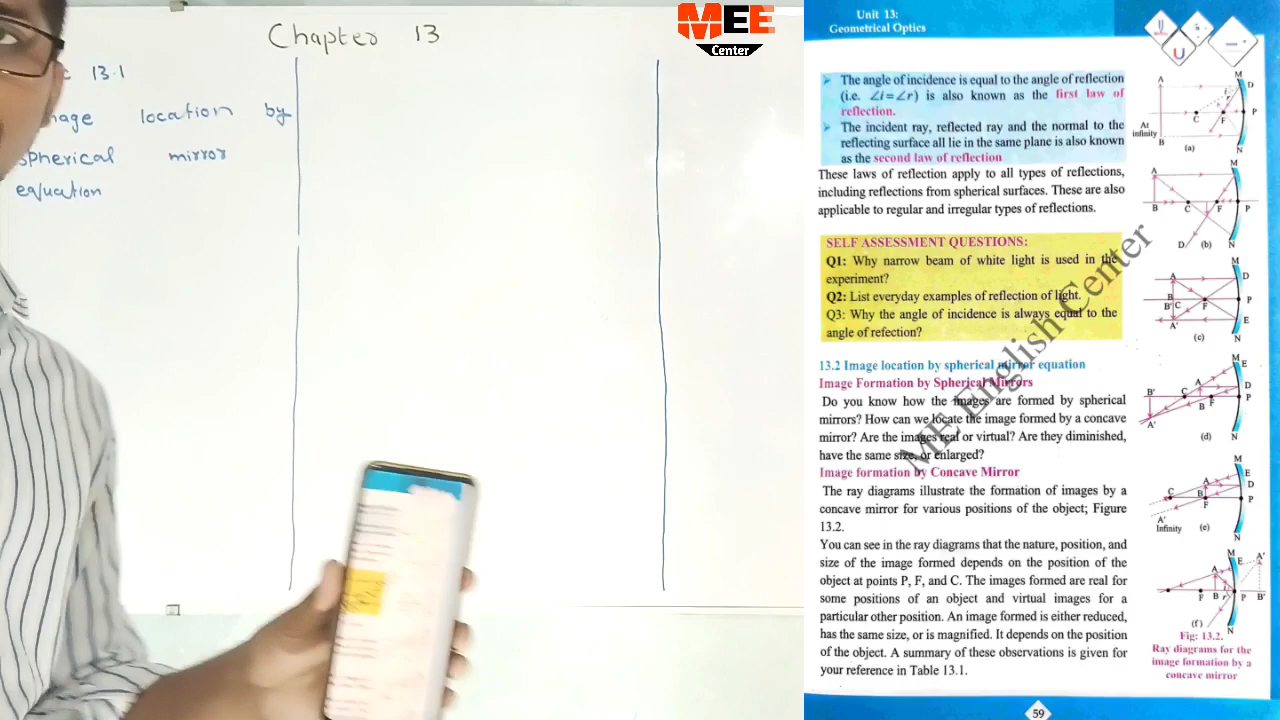 Chapter 13
13.1
image location by
spherical mirror
equation
MEE
Center
Unit 13:
Geometrical Optics
The angle of incidence is equal to the angle of reflection
(i.e. ∠i=∠r) is also known as the first law of
reflection.
The incident ray, reflected ray and the normal to the
reflecting surface all lie in the same plane is also known
as the second law of reflection
These laws of reflection apply to all types of reflections,
including reflections from spherical surfaces. These are also
applicable to regular and irregular types of reflections.
SELF ASSESSMENT QUESTIONS:
Q1: Why narrow beam of white light is used in the
experiment?
Q2: List everyday examples of reflection of light.
Q3: Why the angle of incidence is always equal to the
angle of refection?
13.2 Image location by spherical mirror equation
Image Formation by Spherical Mirrors
Do you know how the images are formed by spherical
mirrors? How can we locate the image formed by a concave
mirror? Are the images real or virtual? Are they diminished,
have the same size, or enlarged?
Image formation by Concave Mirror
The ray diagrams illustrate the formation of images by a
concave mirror for various positions of the object; Figure
13.2.
You can see in the ray diagrams that the nature, position, and
size of the image formed depends on the position of the
object at points P, F, and C. The images formed are real for
some positions of an object and virtual images for a
particular other position. An image formed is either reduced,
has the same size, or is magnified. It depends on the position
of the object. A summary of these observations is given for
your reference in Table 13.1.
ME English Center
A M D C F P
At
infinity
B N
(a)
A M B C F P D N
(b)
A M D B B' C F P A' E N
(c)
M E B' C A D B F P A' N
(d)
M E A D C B F P
A'
Infinity
N
(e)
M E A' A F B P B' N
(f)
Fig: 13.2.
Ray diagrams for the
image formation by a
concave mirror
59